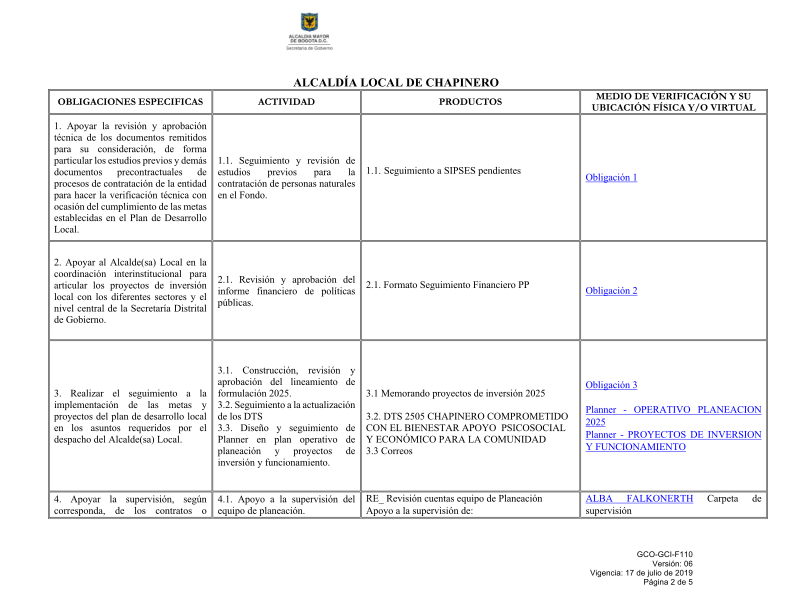 ALCALDIA MAYOR
DE BOGOTA D.C.
Secretaría de Gobierno
ALCALDÍA LOCAL DE CHAPINERO
OBLIGACIONES ESPECIFICAS
ACTIVIDAD
PRODUCTOS
MEDIO DE VERIFICACIÓN Y SU
UBICACIÓN FÍSICA Y/O VIRTUAL
1. Apoyar la revisión y aprobación
técnica de los documentos remitidos
para su consideración, de forma
particular los estudios previos y demás
documentos precontractuales de
procesos de contratación de la entidad
para hacer la verificación técnica con
ocasión del cumplimiento de las metas
establecidas en el Plan de Desarrollo
Local.
1.1. Seguimiento y revisión de
estudios previos para la
contratación de personas naturales
en el Fondo.
1.1. Seguimiento a SIPSES pendientes
Obligación 1
2. Apoyar al Alcalde(sa) Local en la
coordinación interinstitucional para
articular los proyectos de inversión
local con los diferentes sectores y el
nivel central de la Secretaría Distrital
de Gobierno.
2.1. Revisión y aprobación del
informe financiero de políticas
públicas.
2.1. Formato Seguimiento Financiero PP
Obligación 2
3. Realizar el seguimiento a la
implementación de las metas y
proyectos del plan de desarrollo local
en los asuntos requeridos por el
despacho del Alcalde(sa) Local.
3.1. Construcción, revisión y
aprobación del lineamiento de
formulación 2025.
3.2. Seguimiento a la actualización
de los DTS
3.3. Diseño y seguimiento de
Planner en plan operativo de
planeación y proyectos de
inversión y funcionamiento.
3.1 Memorando proyectos de inversión 2025
3.2. DTS 2505 CHAPINERO COMPROMETIDO
CON EL BIENESTAR APOYO PSICOSOCIAL
Y ECONÓMICO PARA LA COMUNIDAD
3.3 Correos
Obligación 3
Planner - OPERATIVO PLANEACION
2025
Planner - PROYECTOS DE INVERSION
Y FUNCIONAMIENTO
4. Apoyar la supervisión, según
corresponda, de los contratos o
4.1. Apoyo a la supervisión del
equipo de planeación.
RE_ Revisión cuentas equipo de Planeación
Apoyo a la supervisión de:
ALBA FALKONERTH Carpeta de
supervisión
GCO-GCI-F110
Versión: 06
Vigencia: 17 de julio de 2019
Página 2 de 5